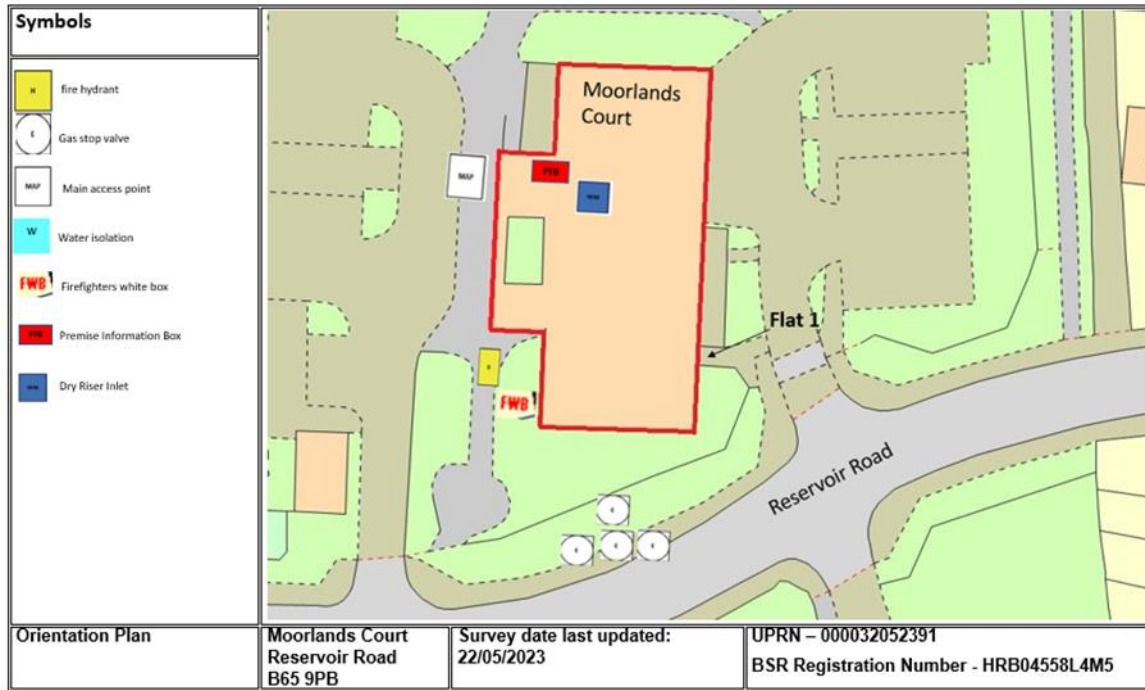 Symbols
H
fire hydrant
E
Gas stop valve
MAP
Main access point
W
Water isolation
FWB
Firefighters white box
PIB
Premise Information Box
Dry Riser Inlet
Moorlands
Court
PIB
MAP
Flat 1
FWB
Reservoir Road
Orientation Plan
Moorlands Court
Reservoir Road
B65 9PB
Survey date last updated:
22/05/2023
UPRN – 000032052391
BSR Registration Number - HRB04558L4M5